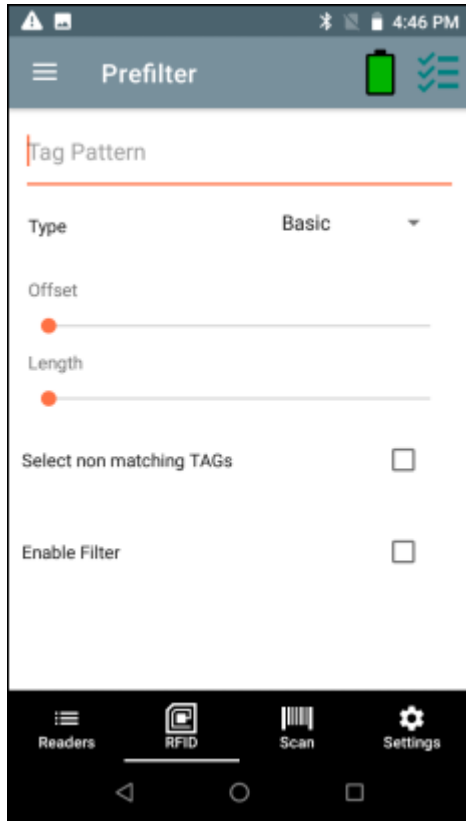 4:46 PM
Prefilter
Tag Pattern
Type Basic
Offset
Length
Select non matching TAGs
Enable Filter
Readers RFID Scan Settings